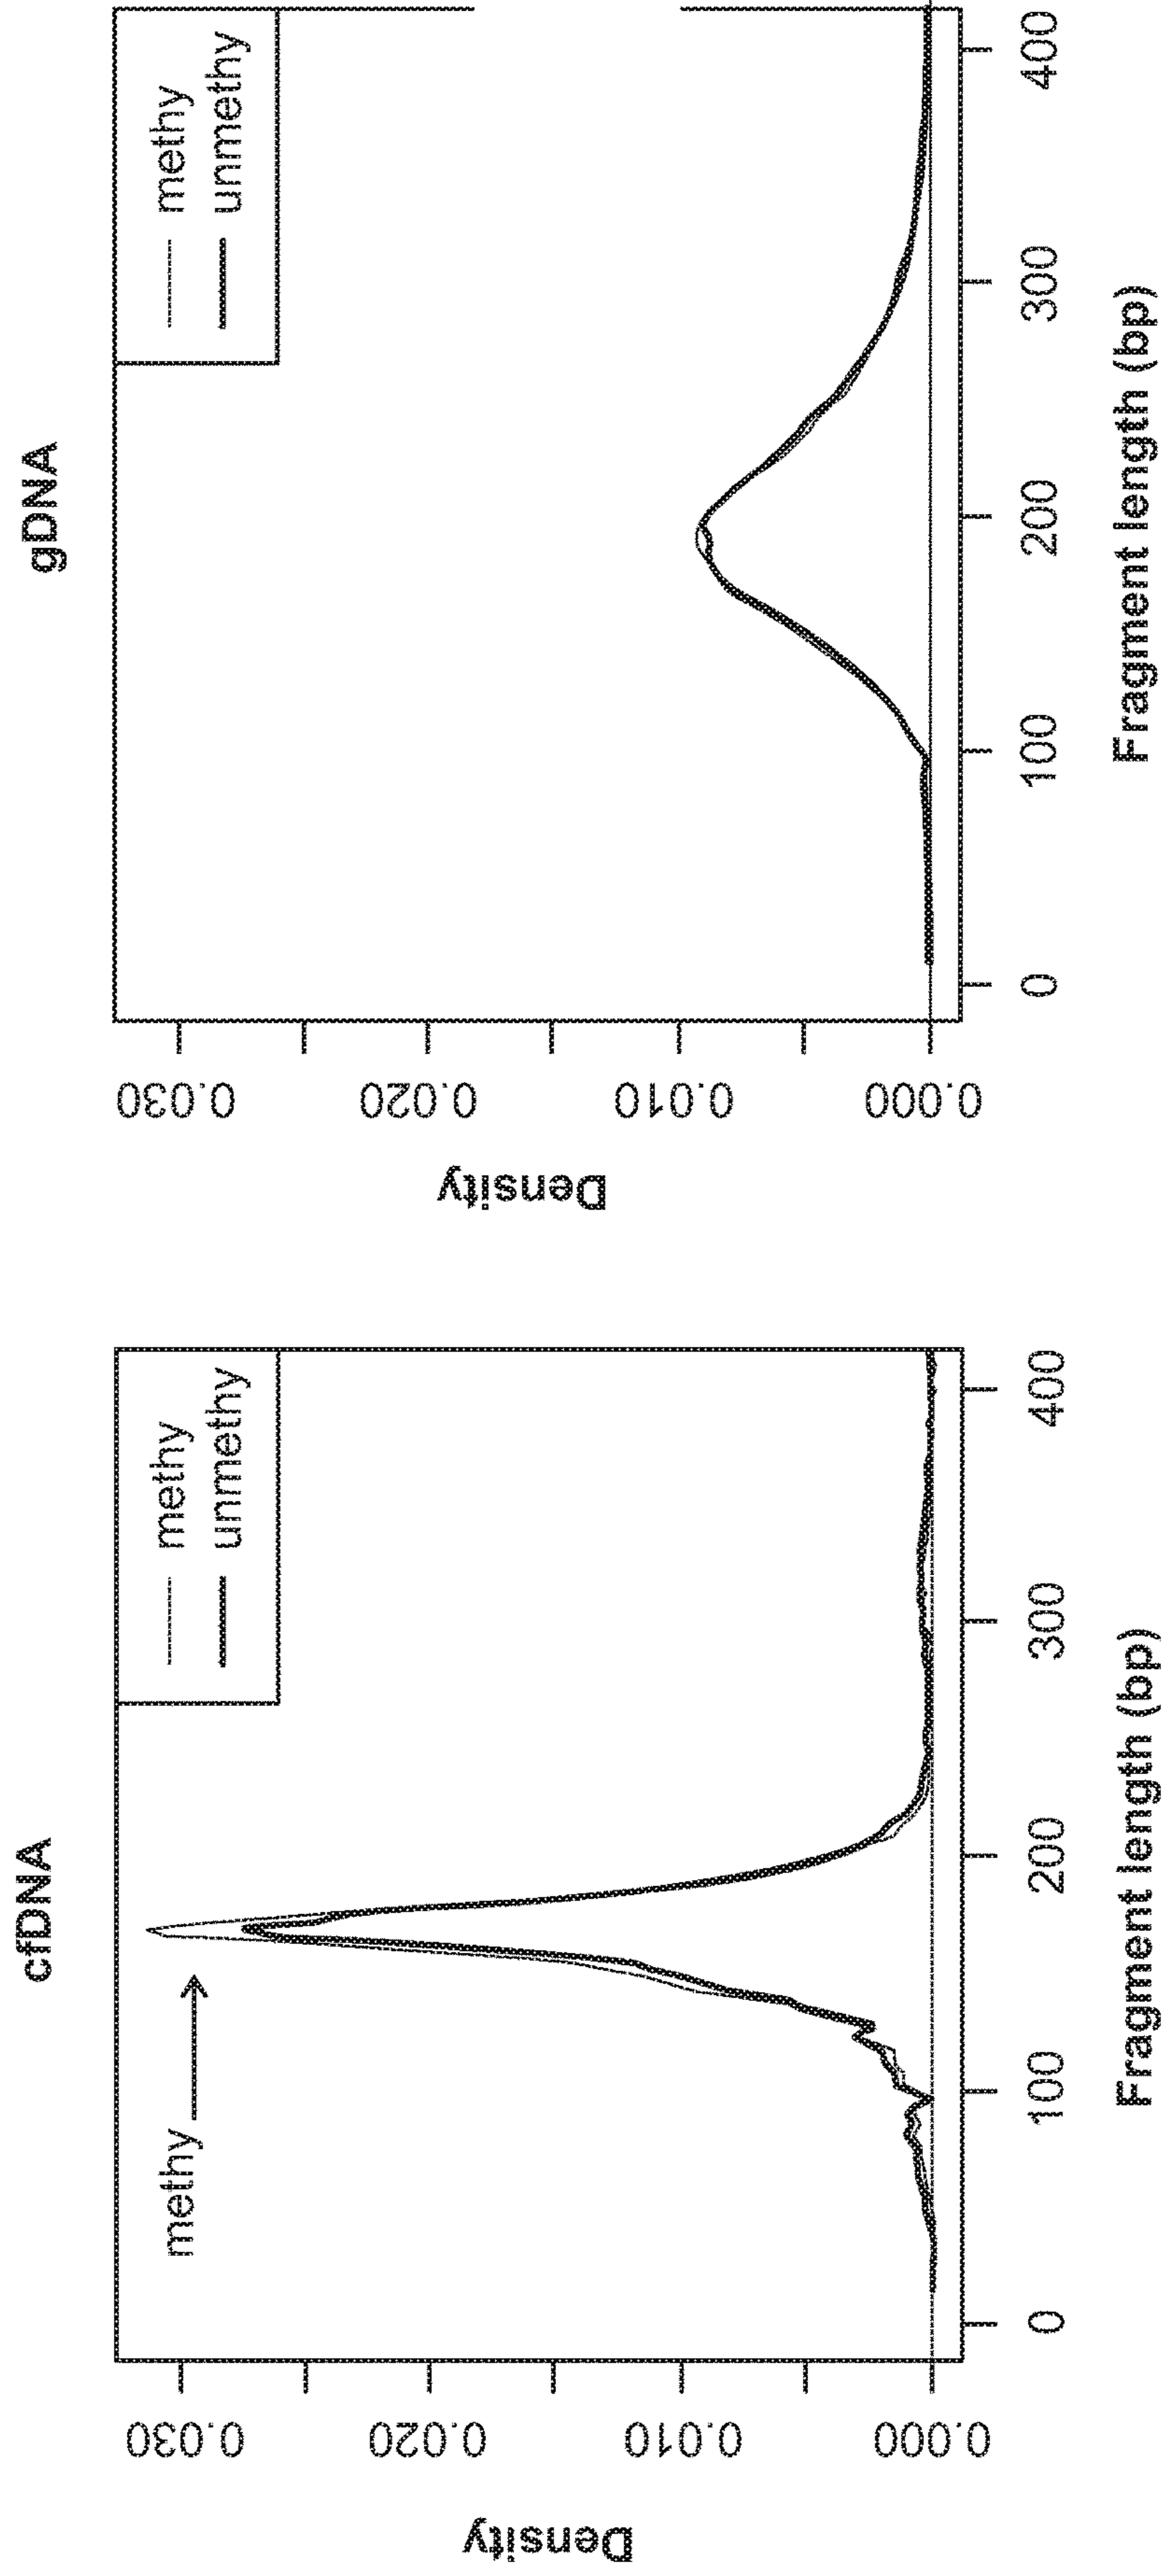 cfDNA
methy
methy
unmethy
Density
0.030
0.020
0.010
0.000
0
100
200
300
400
Fragment length (bp)
gDNA
methy
unmethy
Density
0.030
0.020
0.010
0.000
0
100
200
300
400
Fragment length (bp)